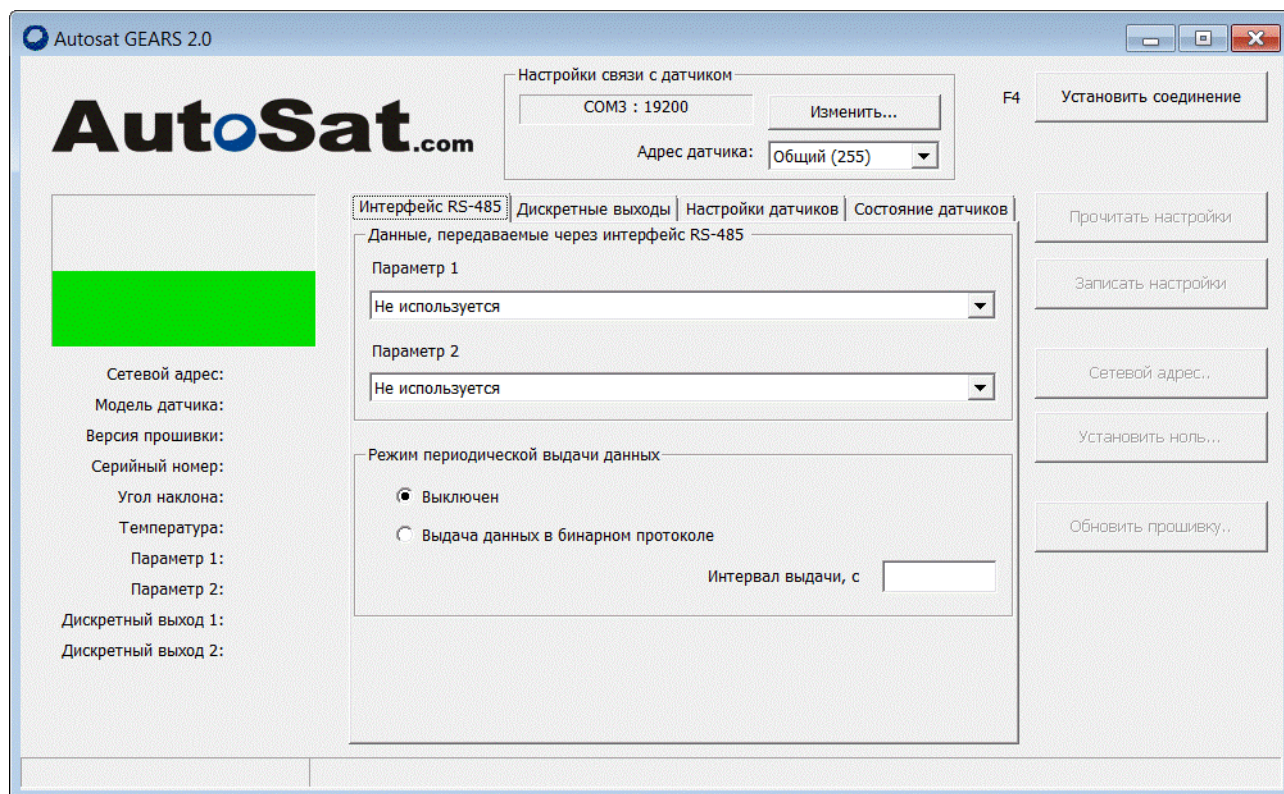 Autosat GEARS 2.0
AutoSat.com
Настройки связи с датчиком
COM3 : 19200
Изменить...
Адрес датчика:
Общий (255)
F4
Установить соединение
Интерфейс RS-485
Дискретные выходы
Настройки датчиков
Состояние датчиков
Данные, передаваемые через интерфейс RS-485
Параметр 1
Не используется
Параметр 2
Не используется
Режим периодической выдачи данных
Выключен
Выдача данных в бинарном протоколе
Интервал выдачи, с
Сетевой адрес:
Модель датчика:
Версия прошивки:
Серийный номер:
Угол наклона:
Температура:
Параметр 1:
Параметр 2:
Дискретный выход 1:
Дискретный выход 2:
Прочитать настройки
Записать настройки
Сетевой адрес..
Установить ноль...
Обновить прошивку..